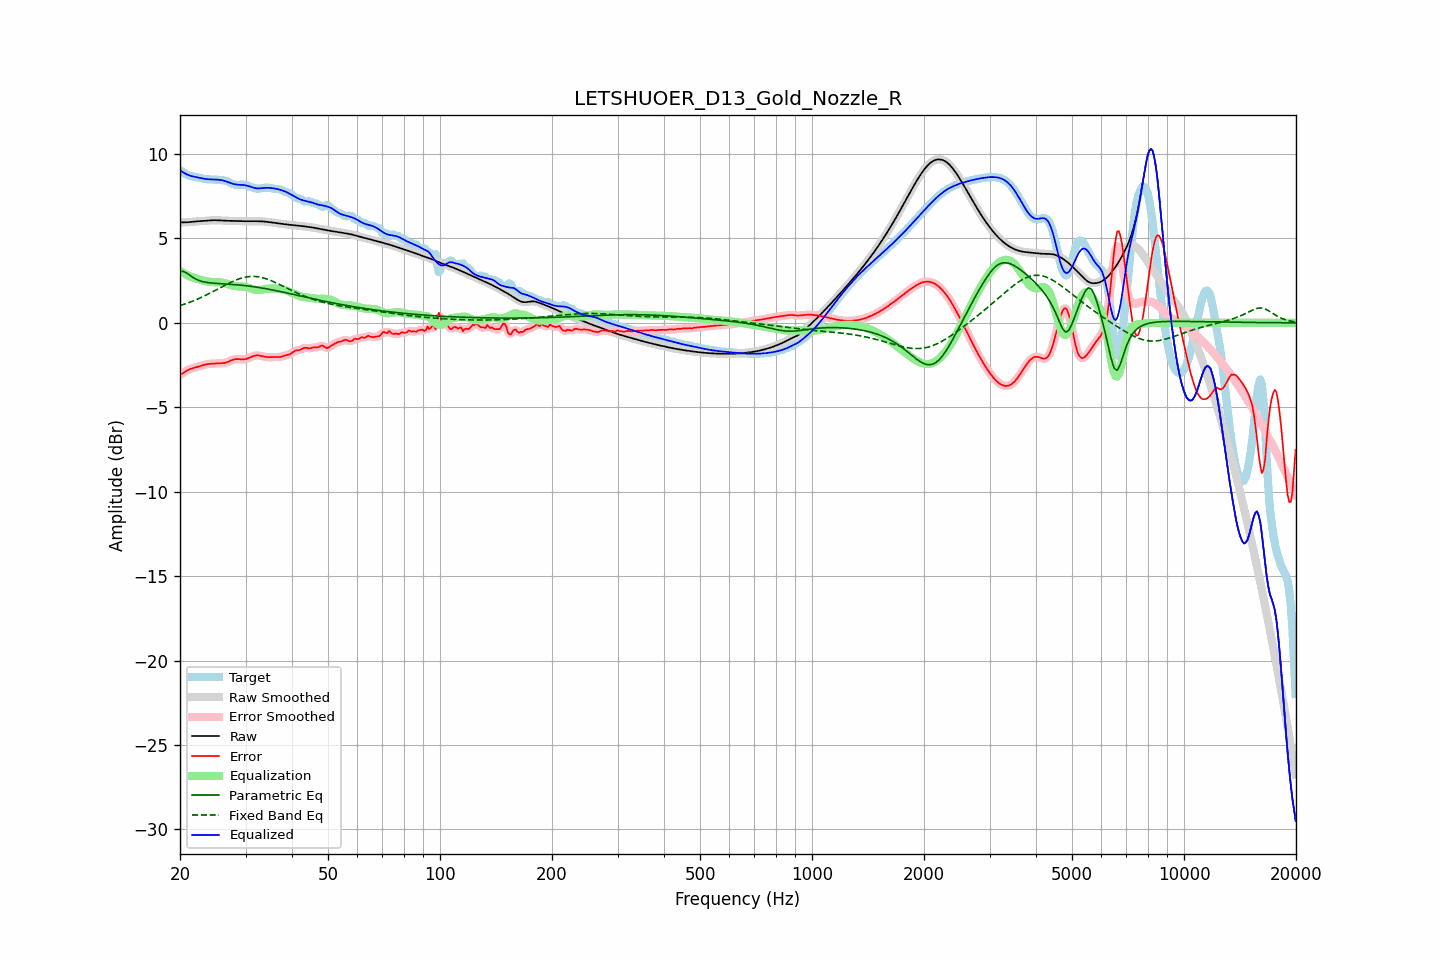 LETSHUOER_D13_Gold_Nozzle_R
10
5
0
−5
−10
−15
−20
−25
−30
Amplitude (dBr)
Target
Raw Smoothed
Error Smoothed
Raw
Error
Equalization
Parametric Eq
Fixed Band Eq
Equalized
20 50 100 200 500 1000 2000 5000 10000 20000
Frequency (Hz)